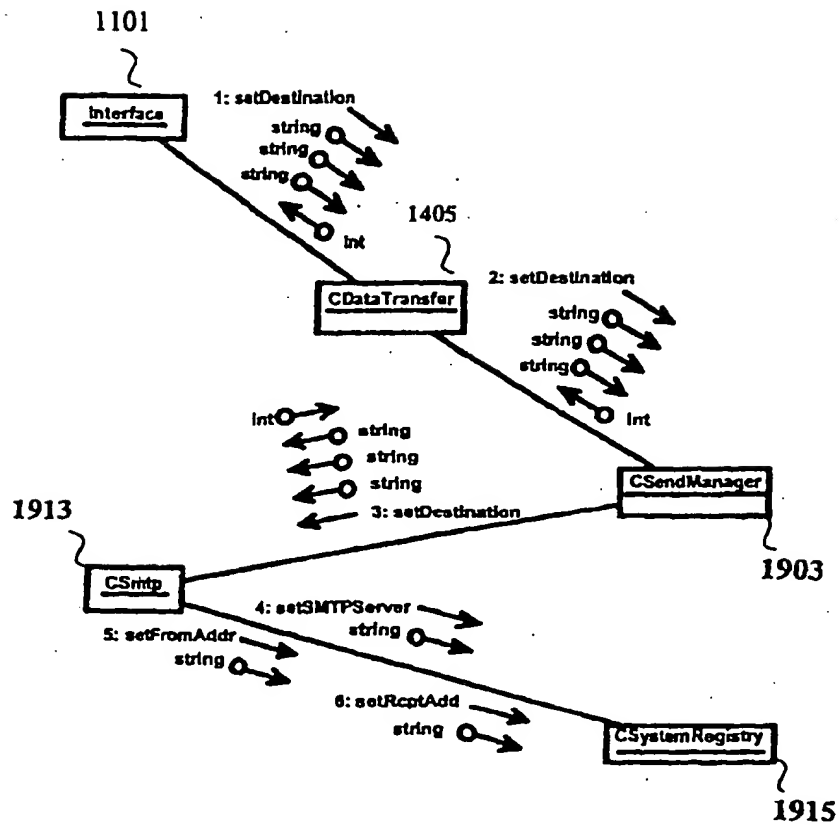 1101
Interface
1: setDestination
string
string
string
Int
1405
CDataTransfer
2: setDestination
string
string
string
Int
Int
string
string
string
3: setDestination
CSendManager
1903
1913
CSmtp
4: setSMTPServer
string
5: setFromAddr
string
6: setRcptAdd
string
CSystemRegistry
1915